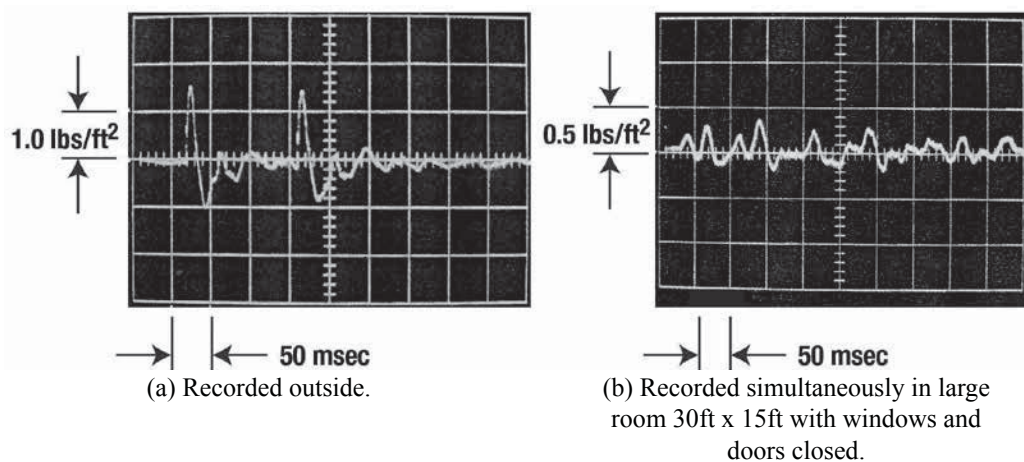 1.0 lbs/ft²
50 msec
(a) Recorded outside.
0.5 lbs/ft²
50 msec
(b) Recorded simultaneously in large
room 30ft x 15ft with windows and
doors closed.